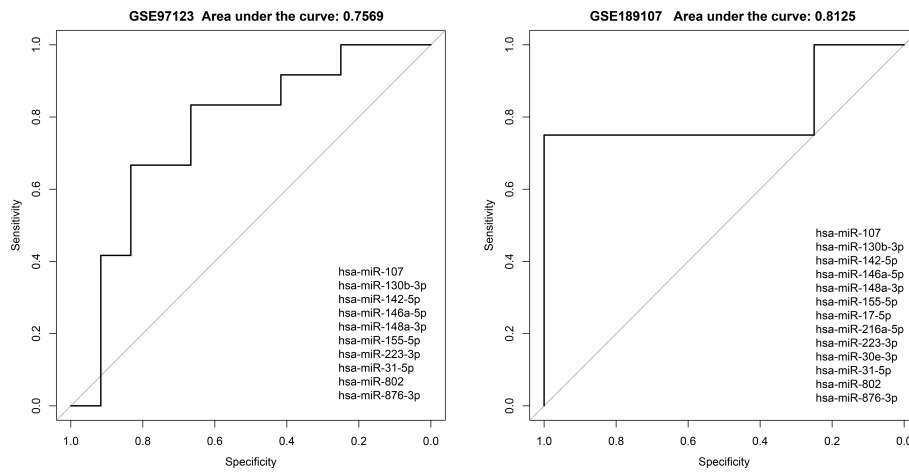 GSE97123  Area under the curve: 0.7569
Sensitivity
1.0
0.8
0.6
0.4
0.2
0.0
hsa-miR-107
hsa-miR-130b-3p
hsa-miR-142-5p
hsa-miR-146a-5p
hsa-miR-148a-3p
hsa-miR-155-5p
hsa-miR-223-3p
hsa-miR-31-5p
hsa-miR-802
hsa-miR-876-3p
1.0 0.8 0.6 0.4 0.2 0.0
Specificity
GSE189107   Area under the curve: 0.8125
Sensitivity
1.0
0.8
0.6
0.4
0.2
0.0
hsa-miR-107
hsa-miR-130b-3p
hsa-miR-142-5p
hsa-miR-146a-5p
hsa-miR-148a-3p
hsa-miR-155-5p
hsa-miR-17-5p
hsa-miR-216a-5p
hsa-miR-223-3p
hsa-miR-30e-3p
hsa-miR-31-5p
hsa-miR-802
hsa-miR-876-3p
1.0 0.8 0.6 0.4 0.2 0.0
Specificity